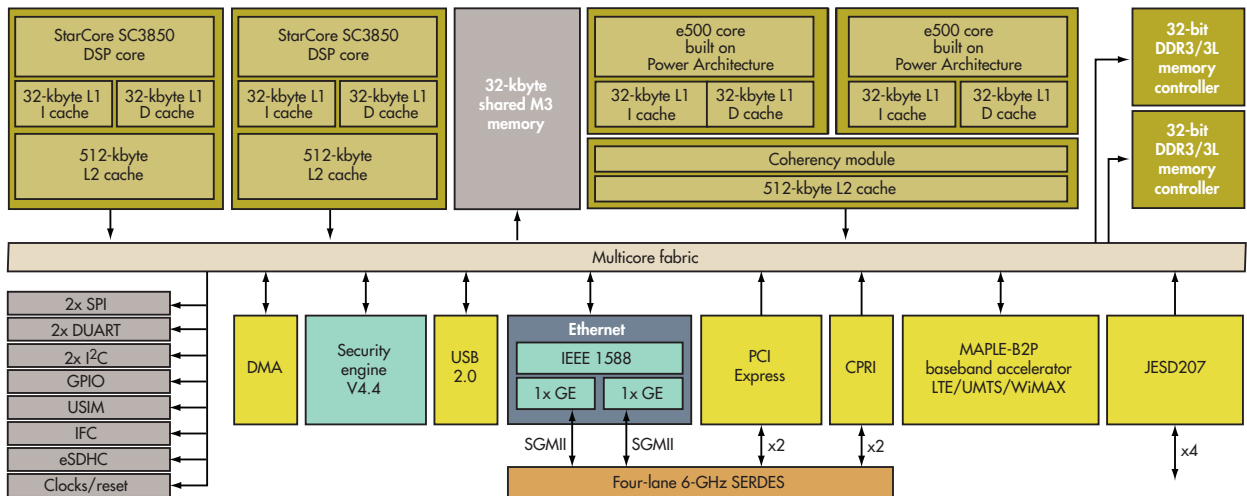 StarCore SC3850
DSP core
32-kbyte L1
I cache
32-kbyte L1
D cache
512-kbyte
L2 cache
StarCore SC3850
DSP core
32-kbyte L1
I cache
32-kbyte L1
D cache
512-kbyte
L2 cache
32-kbyte
shared M3
memory
e500 core
built on
Power Architecture
32-kbyte L1
I cache
32-kbyte L1
D cache
e500 core
built on
Power Architecture
32-kbyte L1
I cache
32-kbyte L1
D cache
Coherency module
512-kbyte L2 cache
32-bit
DDR3/3L
memory
controller
32-bit
DDR3/3L
memory
controller
Multicore fabric
2x SPI
2x DUART
2x I²C
GPIO
USIM
IFC
eSDHC
Clocks/reset
DMA
Security
engine
V4.4
USB
2.0
Ethernet
IEEE 1588
1x GE
1x GE
SGMII
SGMII
PCI
Express
x2
CPRI
x2
MAPLE-B2P
baseband accelerator
LTE/UMTS/WiMAX
JESD207
x4
Four-lane 6-GHz SERDES